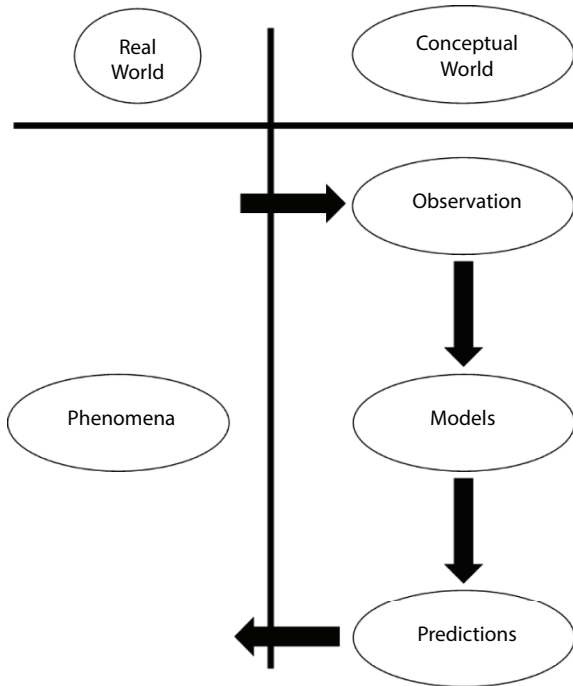 Real
World
Conceptual
World
Observation
Phenomena
Models
Predictions